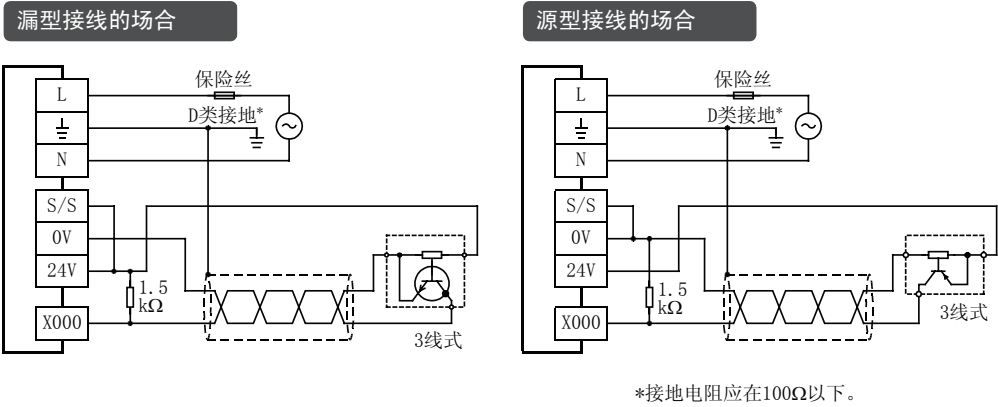 漏型接线的场合
L
N
S/S
0V
24V
X000
保险丝
D类接地*
1.5
kΩ
3线式
源型接线的场合
L
N
S/S
0V
24V
X000
保险丝
D类接地*
1.5
kΩ
3线式
*接地电阻应在100Ω以下。